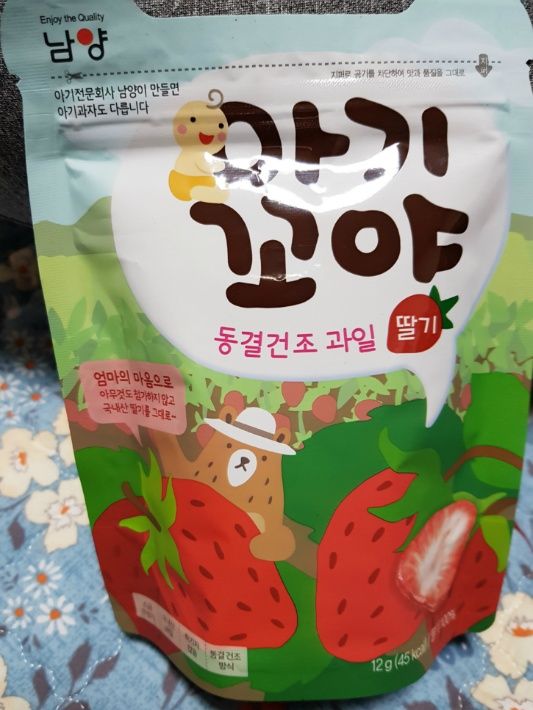 Enjoy the Quality
남양
지퍼로 공기를 차단하여 맛과 품질을 그대로
지퍼
아기전문회사 남양이 만들면
아기과자도 다릅니다
아기
꼬야
동결건조 과일
딸기
엄마의 마음으로
아무것도 첨가하지 않고
국내산 딸기를 그대로~
동결건조
방식
12g (45 kcal)
100g